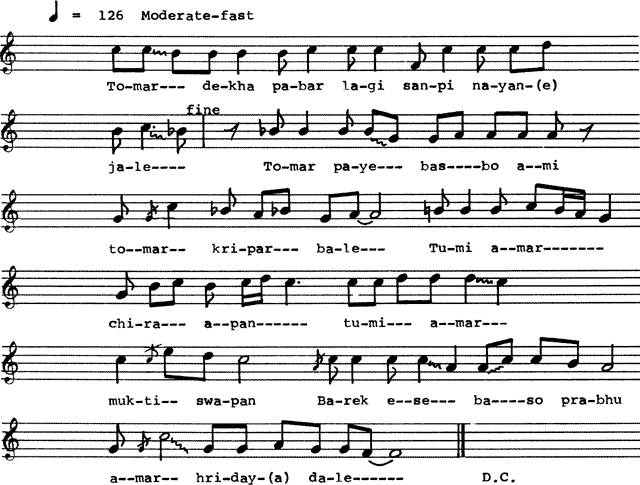 = 126 Moderate-fast
To-mar--- de-kha pa-bar la-gi san-pi na-yan-(e)
fine
ja-le---- To-mar pa-ye--- bas---bo a--mi
to--mar-- kri-par--- ba-le--- Tu-mi a--mar-------
chi-ra--- a-pan------ tu-mi--- a-mar---
muk-ti-- swa-pan Ba-rek e--se-- ba----so pra-bhu
a--mar-- hri-day-(a) da-le------ D.C.